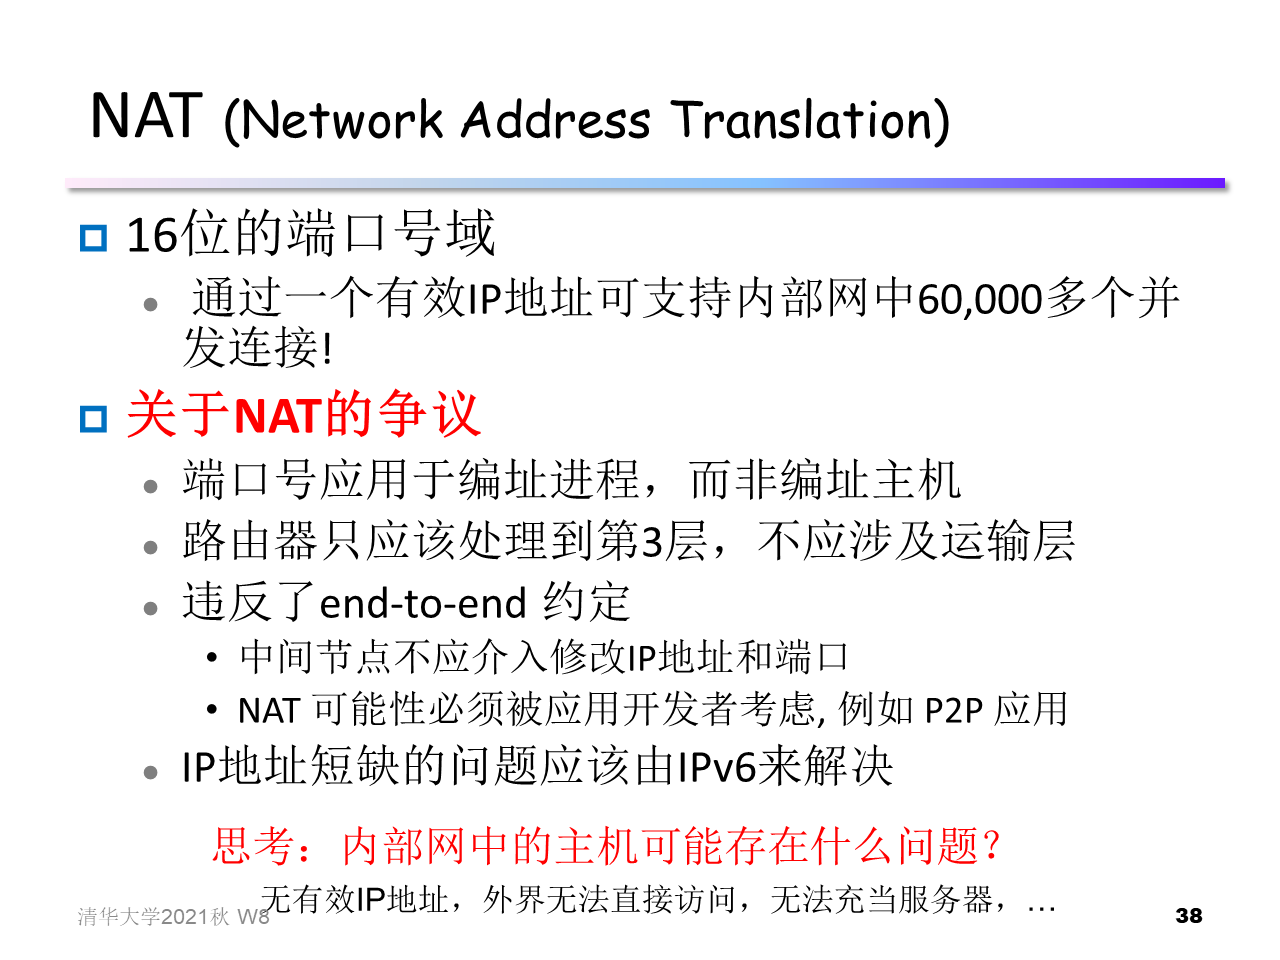 NAT (Network Address Translation)
16位的端口号域
通过一个有效IP地址可支持内部网中60,000多个并
发连接!
关于NAT的争议
端口号应用于编址进程，而非编址主机
路由器只应该处理到第3层，不应涉及运输层
违反了end-to-end 约定
中间节点不应介入修改IP地址和端口
NAT 可能性必须被应用开发者考虑, 例如 P2P 应用
IP地址短缺的问题应该由IPv6来解决
思考：内部网中的主机可能存在什么问题？
无有效IP地址，外界无法直接访问，无法充当服务器，…
清华大学2021秋 W8
38